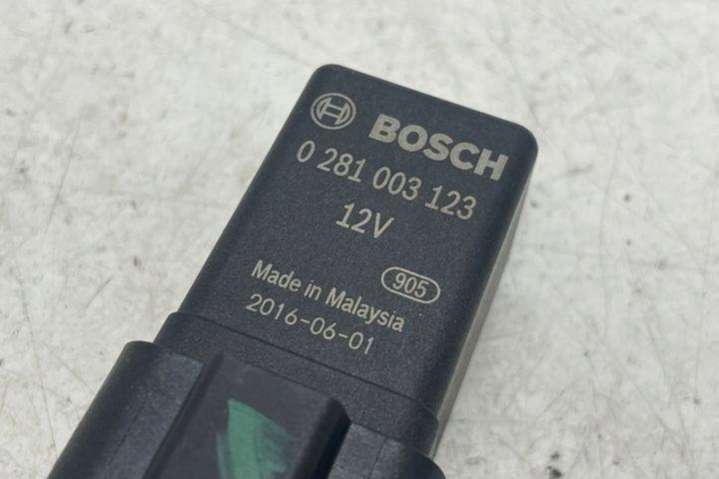 BOSCH
0 281 003 123
12V
905
Made in Malaysia
2016-06-01